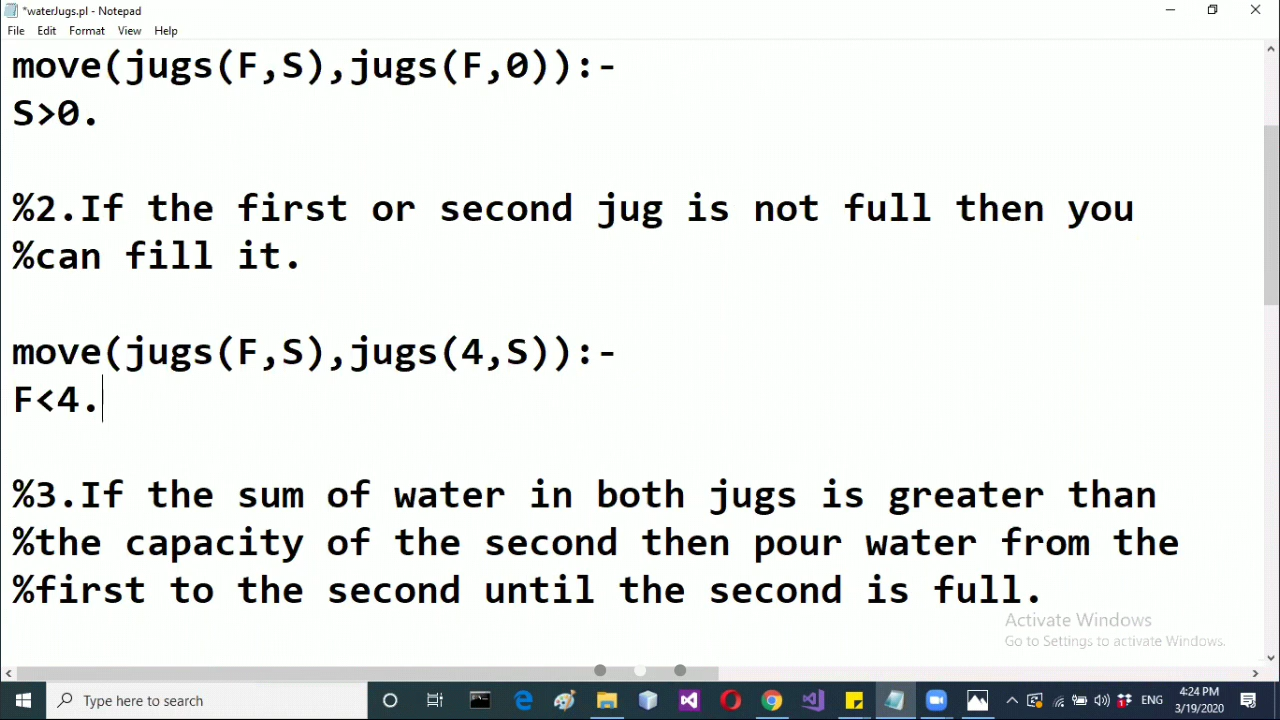 *waterJugs.pl - Notepad
File Edit Format View Help
move(jugs(F,S),jugs(F,0)):-
S>0.
%2.If the first or second jug is not full then you
%can fill it.
move(jugs(F,S),jugs(4,S)):-
F<4.
%3.If the sum of water in both jugs is greater than
%the capacity of the second then pour water from the
%first to the second until the second is full.
Activate Windows
Go to Settings to activate Windows.
Type here to search
ENG
4:24 PM
3/19/2020